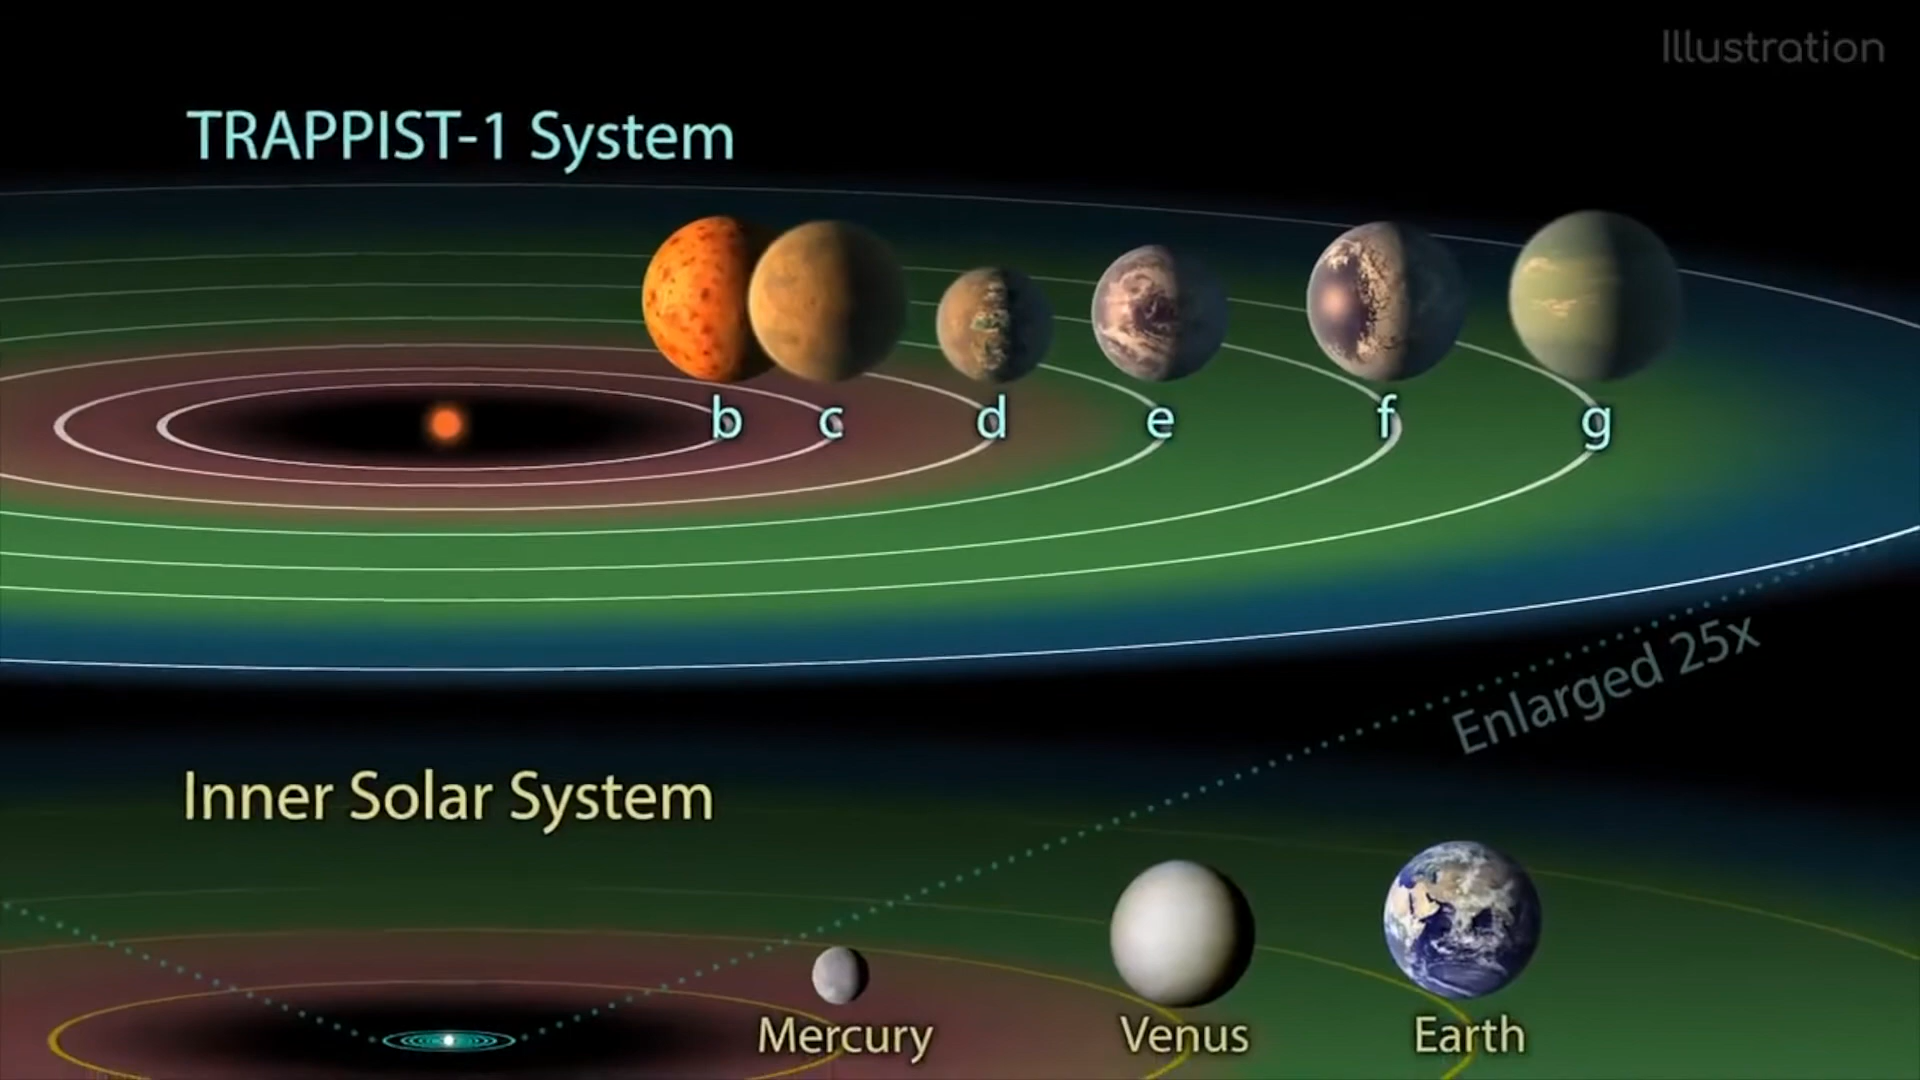 Illustration
TRAPPIST-1 System
b c d e f g
Enlarged 25x
Inner Solar System
Mercury Venus Earth